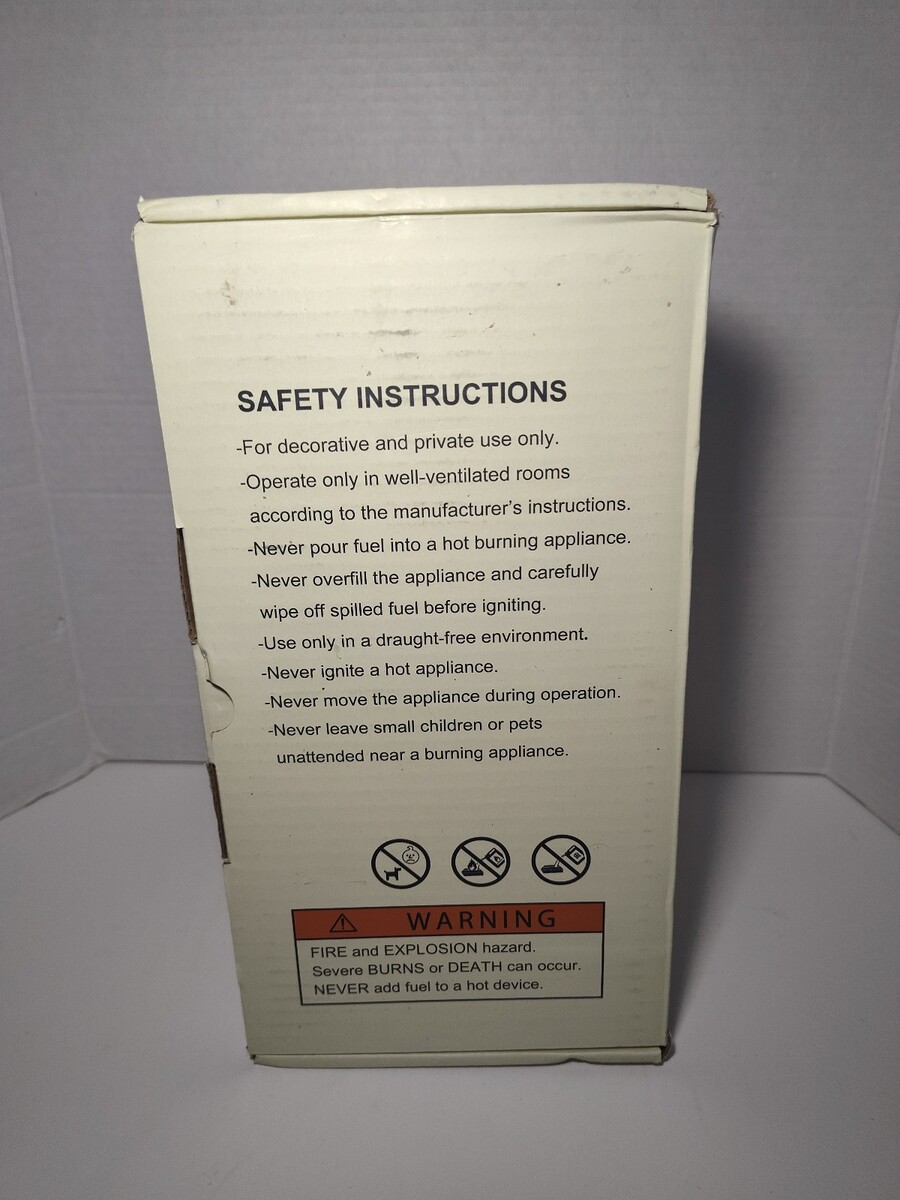 SAFETY INSTRUCTIONS
-For decorative and private use only.
-Operate only in well-ventilated rooms
according to the manufacturer's instructions.
-Never pour fuel into a hot burning appliance.
-Never overfill the appliance and carefully
wipe off spilled fuel before igniting.
-Use only in a draught-free environment.
-Never ignite a hot appliance.
-Never move the appliance during operation.
-Never leave small children or pets
unattended near a burning appliance.
WARNING
FIRE and EXPLOSION hazard.
Severe BURNS or DEATH can occur.
NEVER add fuel to a hot device.